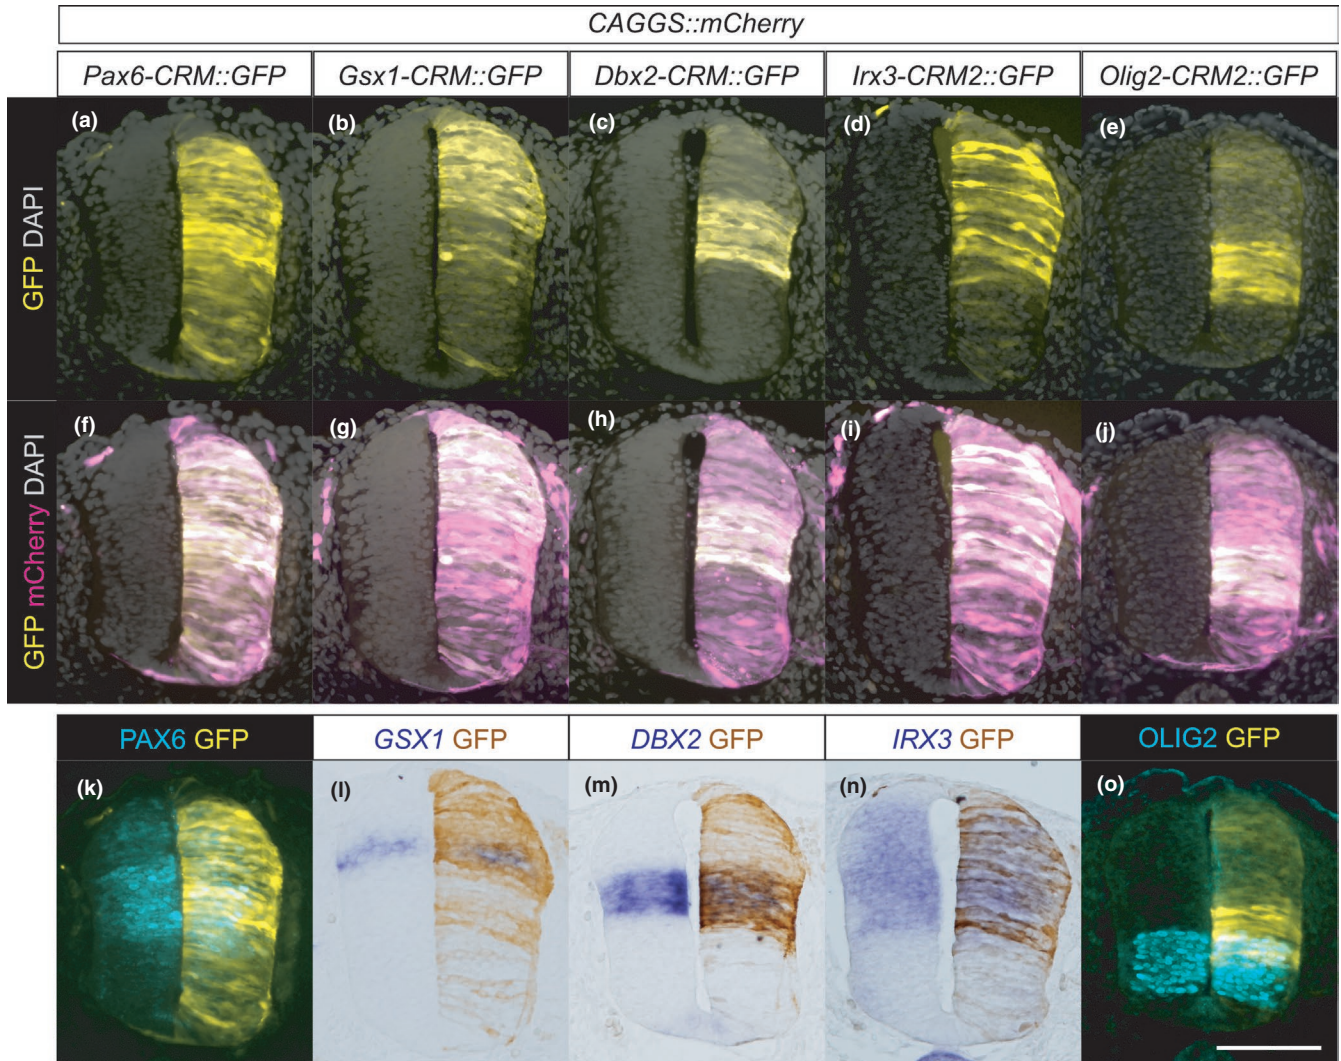 CAGGS::mCherry
Pax6-CRM::GFP
Gsx1-CRM::GFP
Dbx2-CRM::GFP
Irx3-CRM2::GFP
Olig2-CRM2::GFP
GFP DAPI
(a)
(b)
(c)
(d)
(e)
GFP mCherry DAPI
(f)
(g)
(h)
(i)
(j)
PAX6 GFP
GSX1 GFP
DBX2 GFP
IRX3 GFP
OLIG2 GFP
(k)
(l)
(m)
(n)
(o)